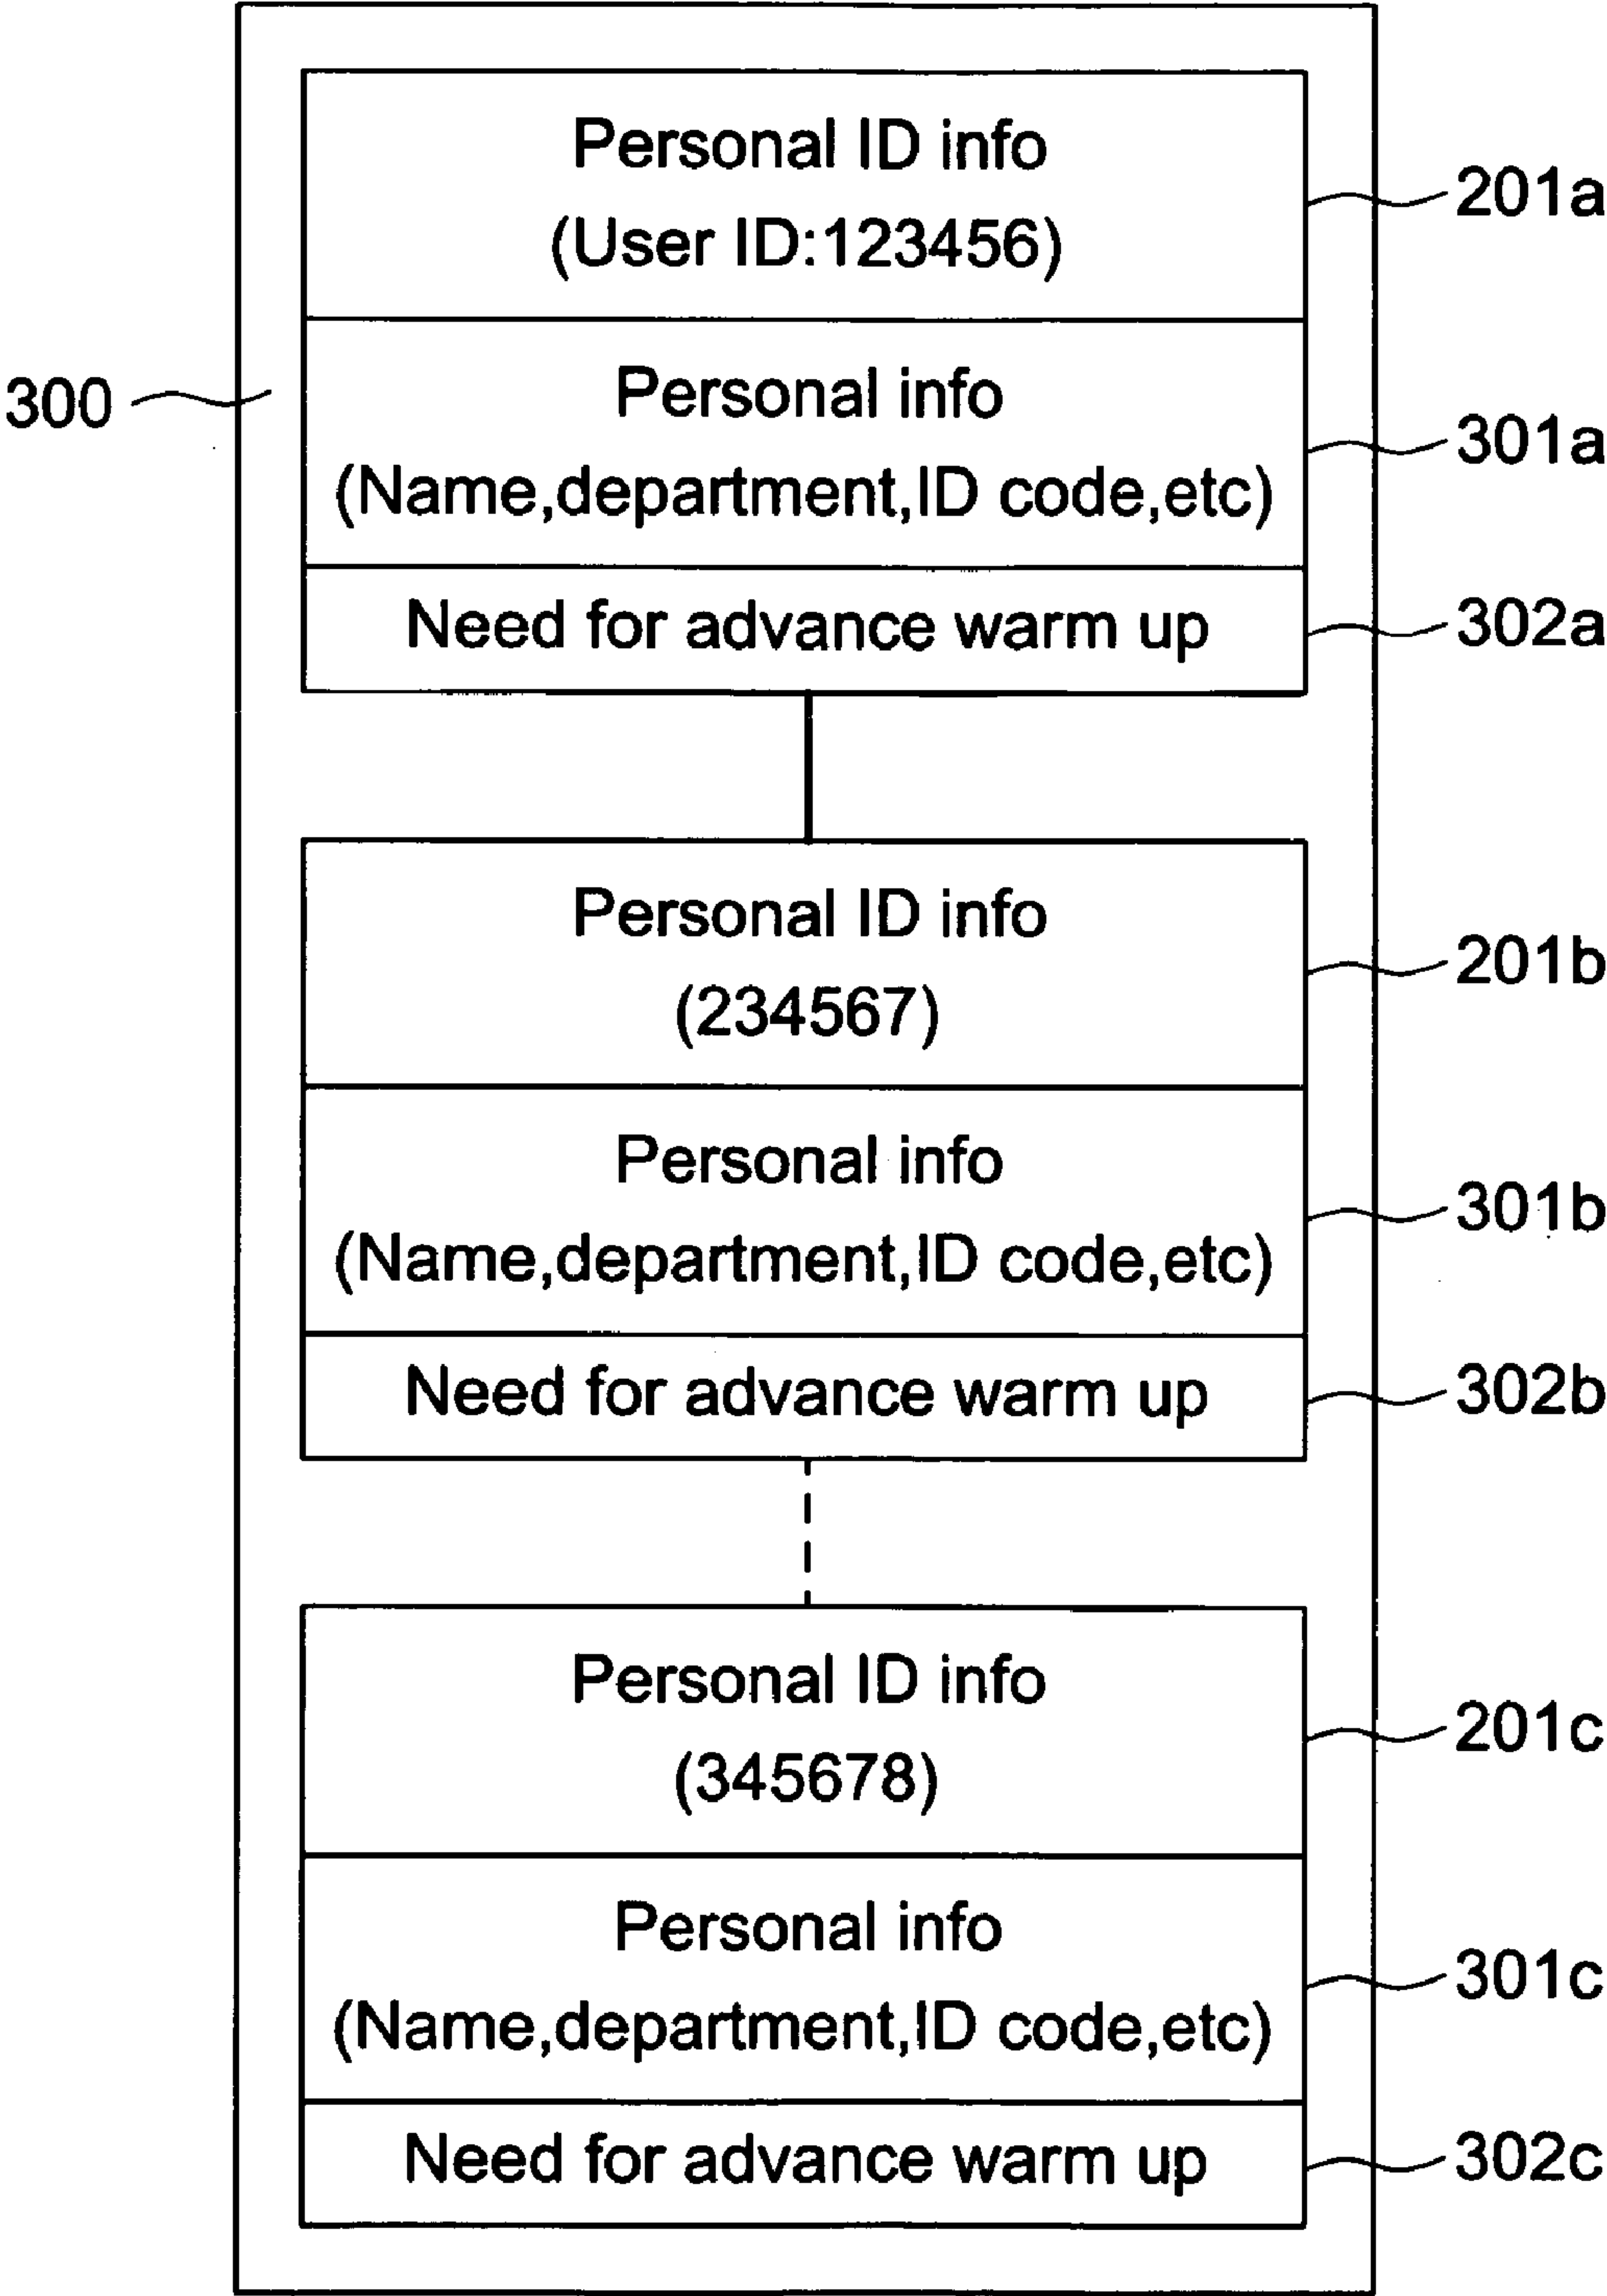 Personal ID info
(User ID:123456)
201a
300
Personal info
(Name,department,ID code,etc)
301a
Need for advance warm up
302a
Personal ID info
(234567)
201b
Personal info
(Name,department,ID code,etc)
301b
Need for advance warm up
302b
Personal ID info
(345678)
201c
Personal info
(Name,department,ID code,etc)
301c
Need for advance warm up
302c